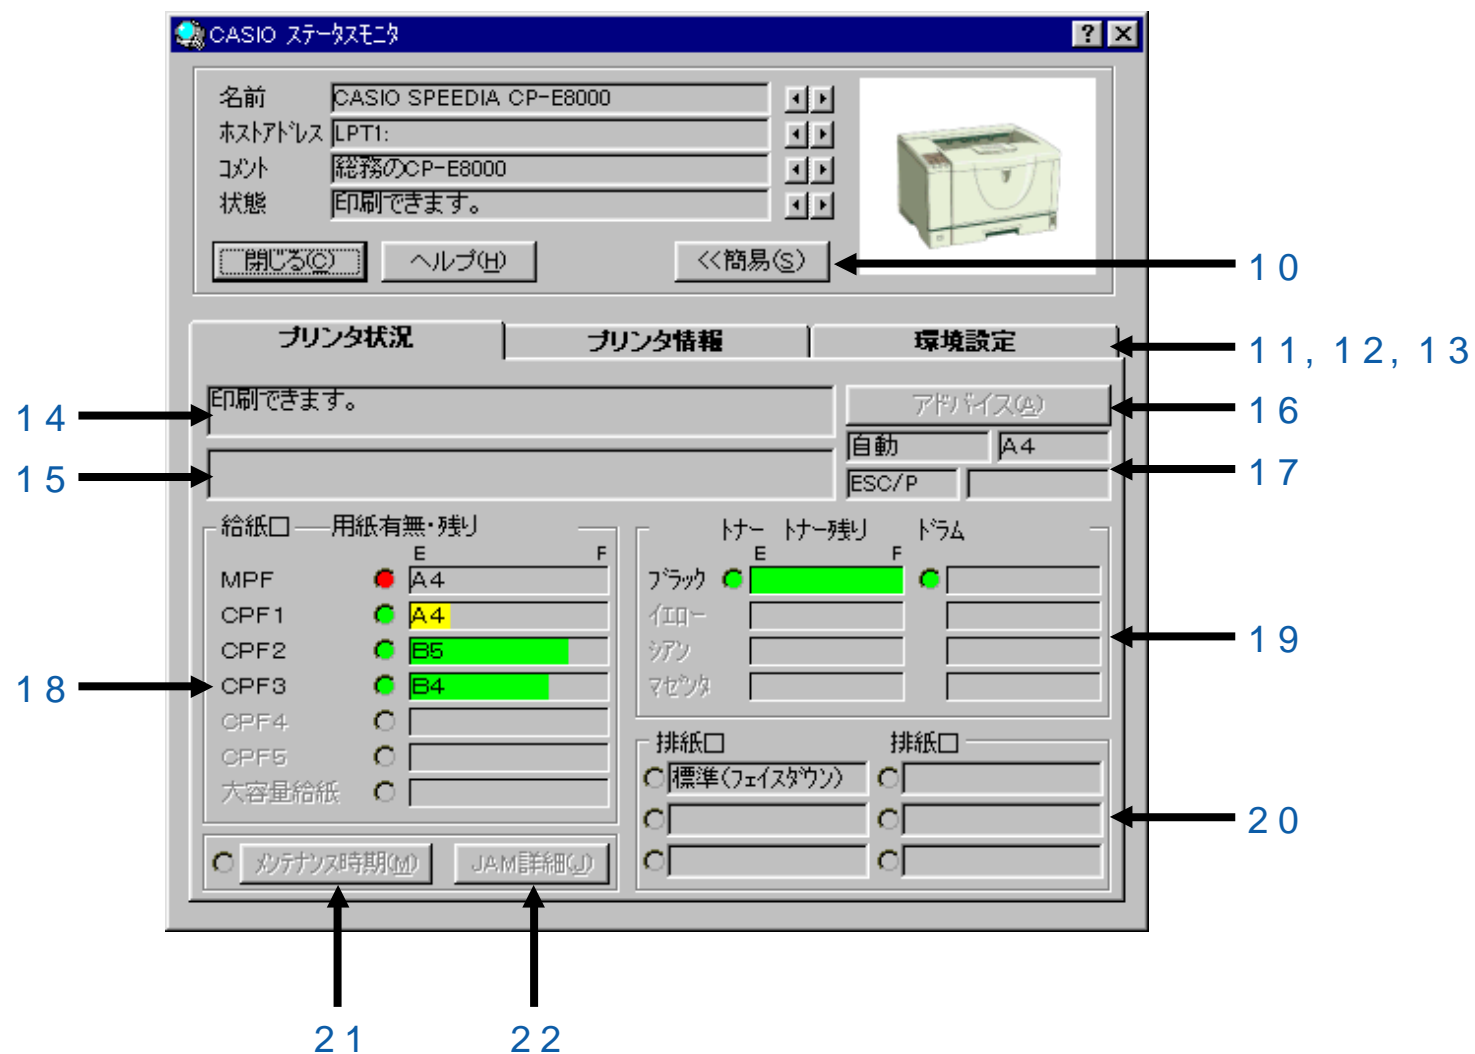 CASIO ステータスモニタ
名前 CASIO SPEEDIA CP-E8000
ホストアドレス LPT1:
コメント 総務のCP-E8000
状態 印刷できます。
閉じる(C) ヘルプ(H) <<簡易(S)
10
プリンタ状況 プリンタ情報 環境設定
11, 12, 13
14
印刷できます。
アドバイス(A)
16
15
自動 A4
ESC/P
17
給紙口 用紙有無・残り
E F
MPF A4
CPF1 A4
CPF2 B5
CPF3 B4
CPF4
CPF5
大容量給紙
18
トナー トナー残り ドラム
E F
ブラック
イエロー
シアン
マゼンタ
19
排紙口 排紙口
標準(フェイスダウン)
20
メンテナンス時期(M) JAM詳細(J)
21 22